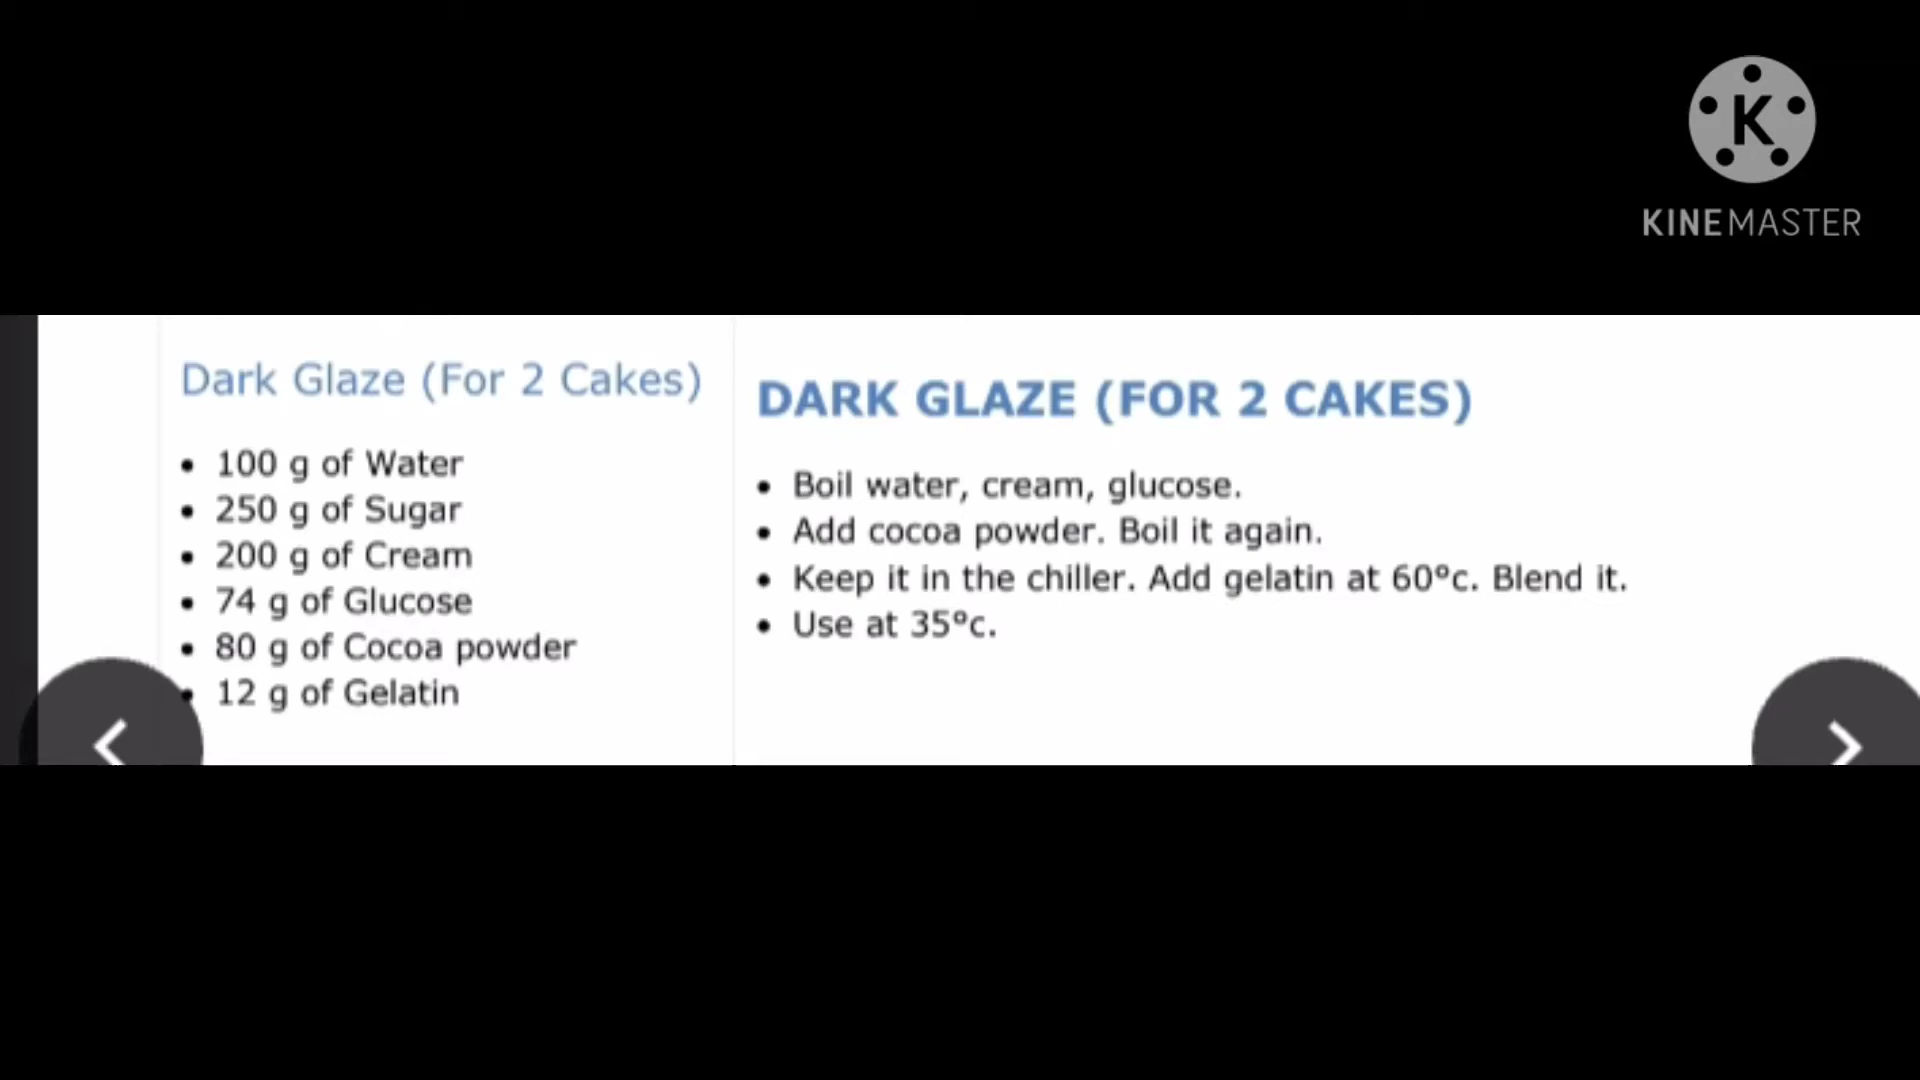 K
KINEMASTER
Dark Glaze (For 2 Cakes)
• 100 g of Water
• 250 g of Sugar
• 200 g of Cream
• 74 g of Glucose
• 80 g of Cocoa powder
• 12 g of Gelatin
DARK GLAZE (FOR 2 CAKES)
• Boil water, cream, glucose.
• Add cocoa powder. Boil it again.
• Keep it in the chiller. Add gelatin at 60ºc. Blend it.
• Use at 35ºc.